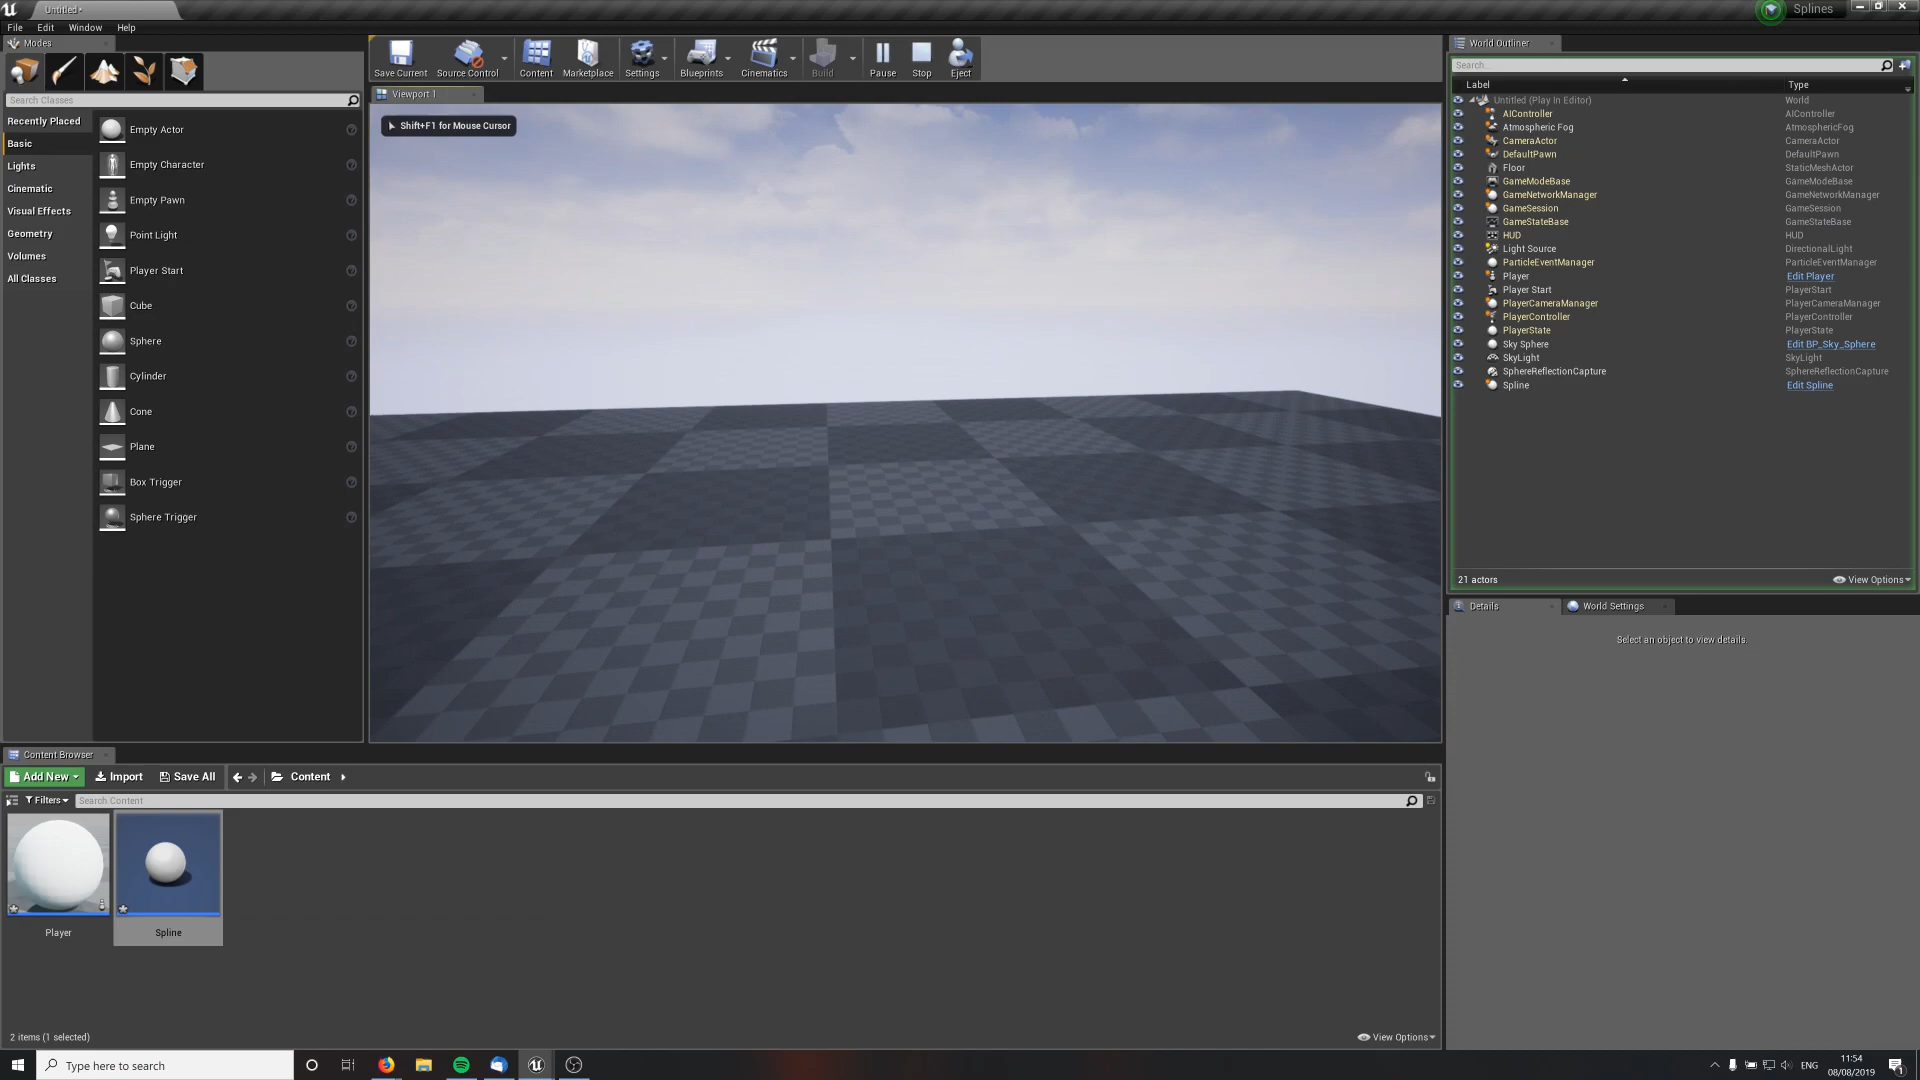 Untitled*
Splines
File Edit Window Help
Modes
Search Classes
Recently Placed
Basic
Lights
Cinematic
Visual Effects
Geometry
Volumes
All Classes
Empty Actor
Empty Character
Empty Pawn
Point Light
Player Start
Cube
Sphere
Cylinder
Cone
Plane
Box Trigger
Sphere Trigger
Save Current Source Control Content Marketplace Settings Blueprints Cinematics Build Pause Stop Eject
Viewport 1
Shift+F1 for Mouse Cursor
World Outliner
Search...
Label Type
Untitled (Play In Editor) World
AIController AIController
Atmospheric Fog AtmosphericFog
CameraActor CameraActor
DefaultPawn DefaultPawn
Floor StaticMeshActor
GameModeBase GameModeBase
GameNetworkManager GameNetworkManager
GameSession GameSession
GameStateBase GameStateBase
HUD HUD
Light Source DirectionalLight
ParticleEventManager ParticleEventManager
Player Edit Player
Player Start PlayerStart
PlayerCameraManager PlayerCameraManager
PlayerController PlayerController
PlayerState PlayerState
Sky Sphere Edit BP_Sky_Sphere
SkyLight SkyLight
SphereReflectionCapture SphereReflectionCapture
Spline Edit Spline
21 actors View Options
Details World Settings
Select an object to view details.
Content Browser
Add New Import Save All Content
Filters Search Content
Player Spline
2 items (1 selected) View Options
Type here to search
ENG
11:54
08/08/2019
1